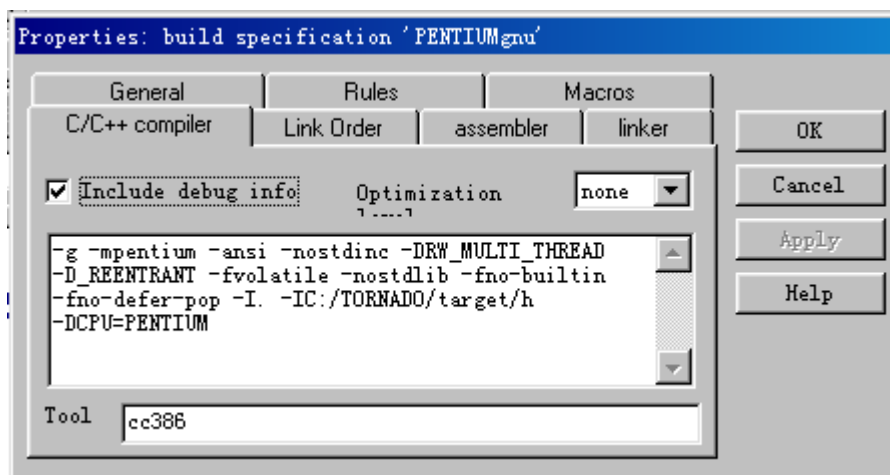 Properties: build specification 'PENTIUMgnu'
General Rules Macros
C/C++ compiler Link Order assembler linker
OK
Include debug info Optimization none
Cancel
-g -mpentium -ansi -nostdinc -DRW_MULTI_THREAD
Apply
-D_REENTRANT -fvolatile -nostdlib -fno-builtin
-fno-defer-pop -I. -IC:/TORNADO/target/h
Help
-DCPU=PENTIUM
Tool cc386